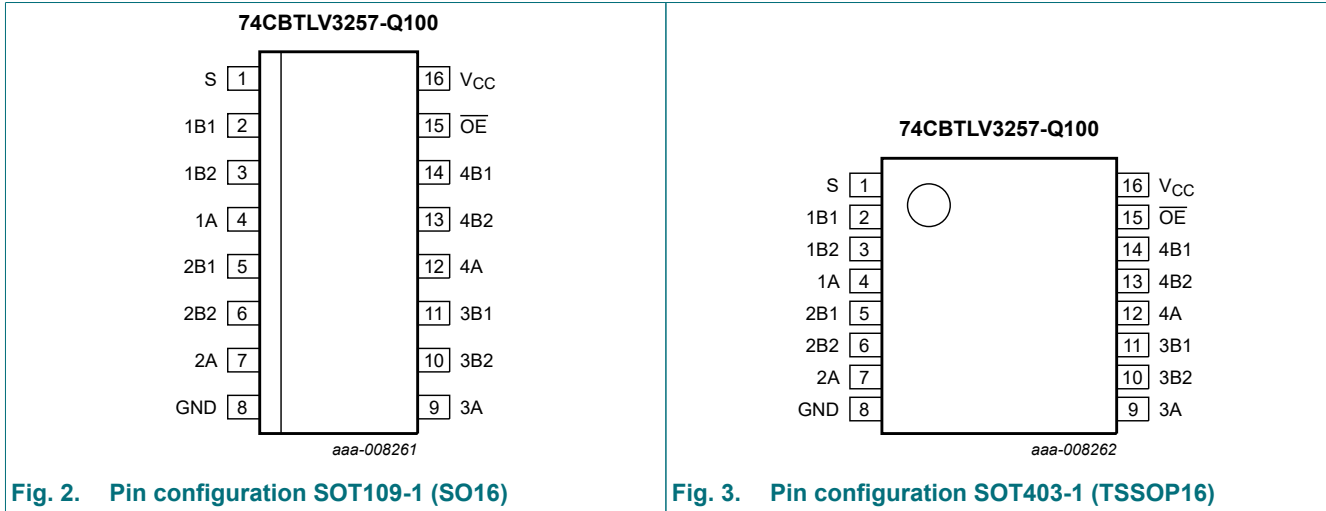 74CBTLV3257-Q100
S 1 16 VCC
1B1 2 15 OE
1B2 3 14 4B1
1A 4 13 4B2
2B1 5 12 4A
2B2 6 11 3B1
2A 7 10 3B2
GND 8 9 3A
aaa-008261
Fig. 2. Pin configuration SOT109-1 (SO16)
74CBTLV3257-Q100
S 1 16 VCC
1B1 2 15 OE
1B2 3 14 4B1
1A 4 13 4B2
2B1 5 12 4A
2B2 6 11 3B1
2A 7 10 3B2
GND 8 9 3A
aaa-008262
Fig. 3. Pin configuration SOT403-1 (TSSOP16)